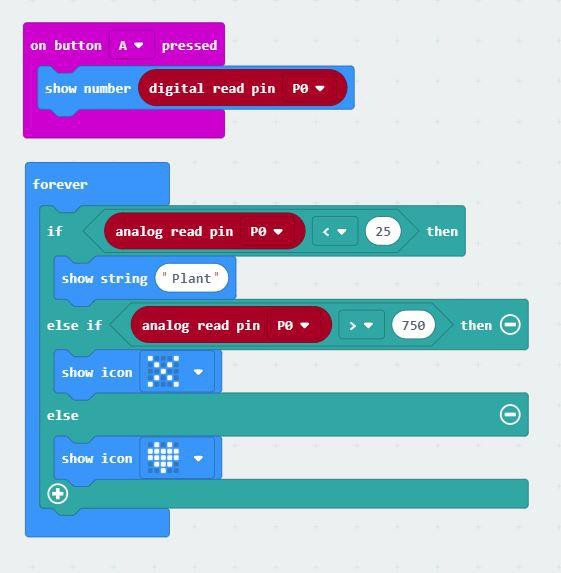 on button A pressed
show number digital read pin P0
forever
if analog read pin P0 < 25 then
show string "Plant"
else if analog read pin P0 > 750 then
show icon
else
show icon